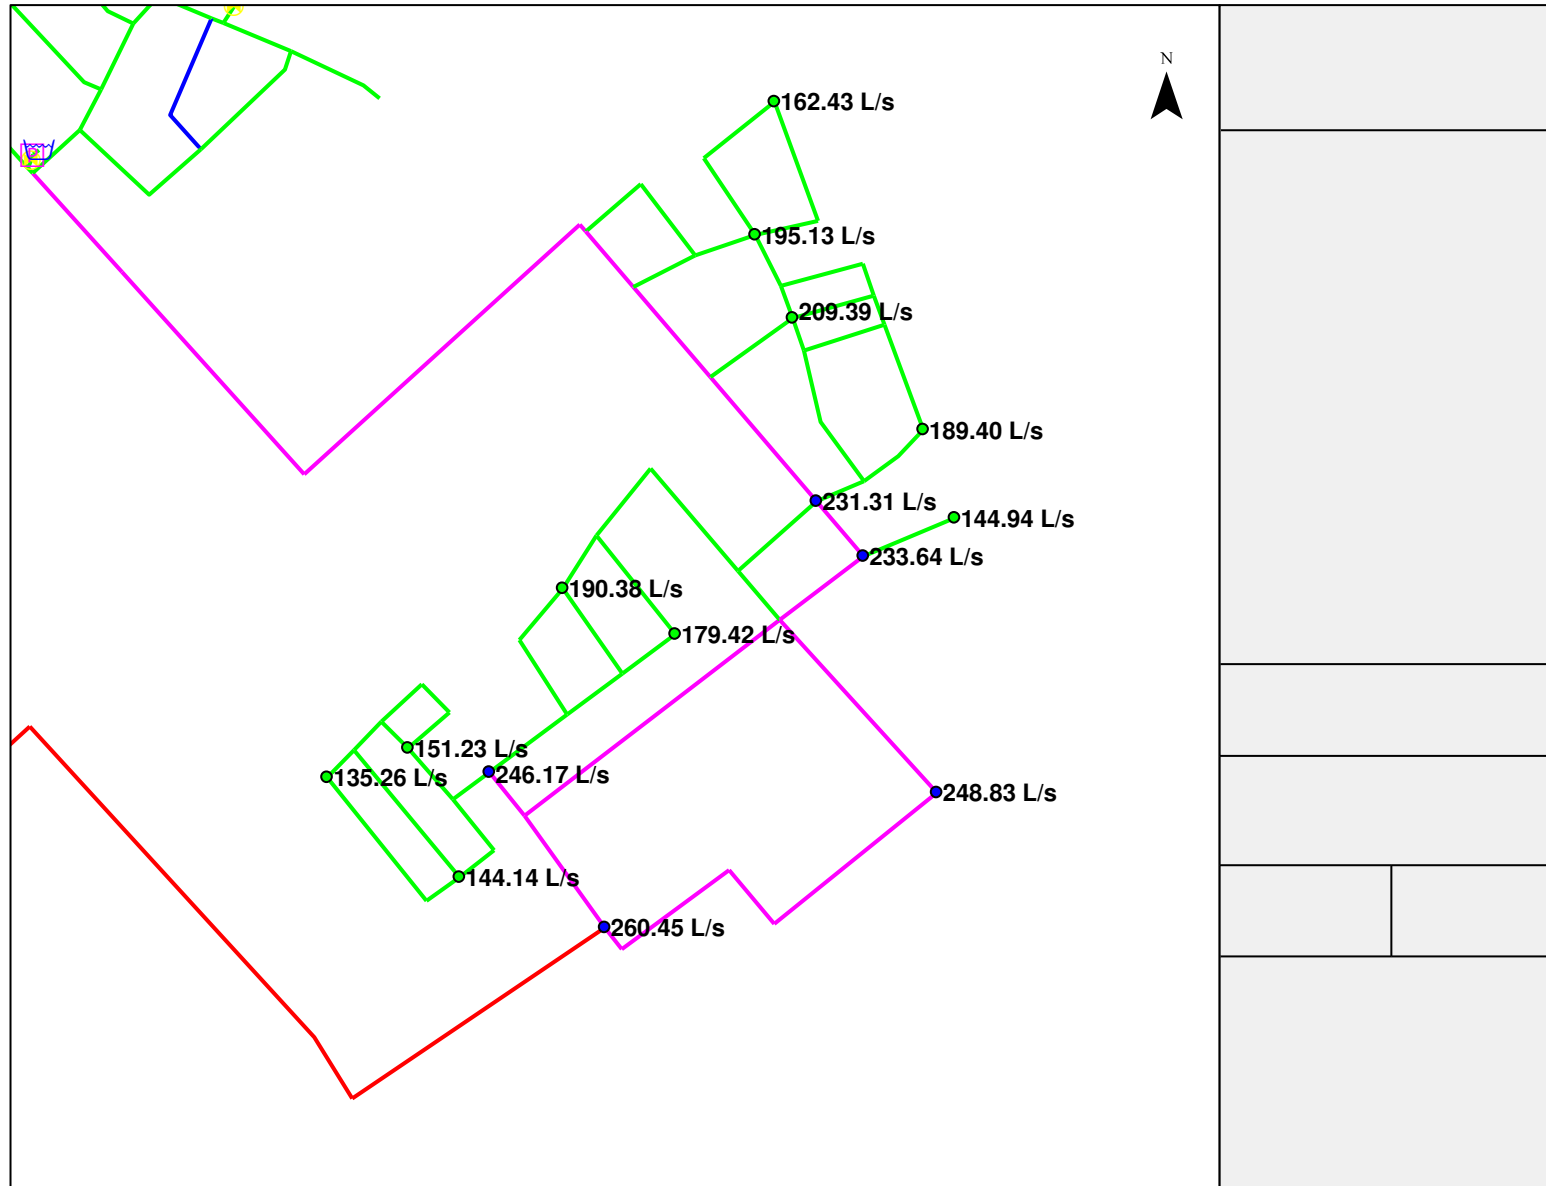 N
162.43 L/s
195.13 L/s
209.39 L/s
189.40 L/s
231.31 L/s
144.94 L/s
233.64 L/s
190.38 L/s
179.42 L/s
151.23 L/s
246.17 L/s
135.26 L/s
248.83 L/s
144.14 L/s
260.45 L/s